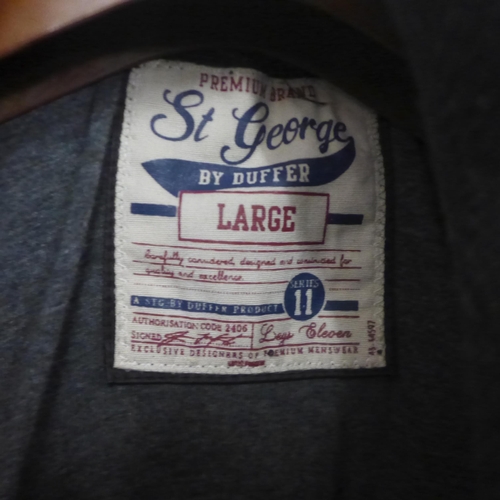 PREMIUM BRAND
St George
BY DUFFER
LARGE
Carefully considered, designed and
for
quality and excellence.
SERIES
11
A STG BY DUFFER PRODUCT
AUTHORISATION CODE 2406
SIGNED
Legs Eleven
EXCLUSIVE DESIGNERS OF PREMIUM MENSWEAR